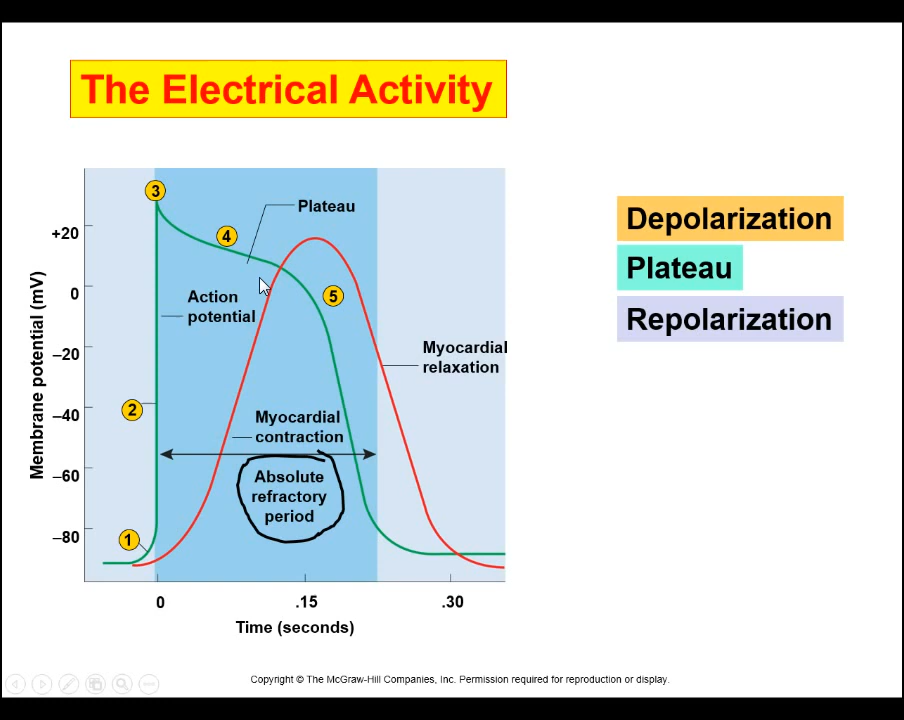 The Electrical Activity
3
Plateau
+20
4
0
Action
potential
5
Membrane potential (mV)
–20
Myocardial
relaxation
2
–40
Myocardial
contraction
–60
Absolute
refractory
period
1
–80
0
.15
.30
Time (seconds)
Depolarization
Plateau
Repolarization
Copyright © The McGraw-Hill Companies, Inc. Permission required for reproduction or display.